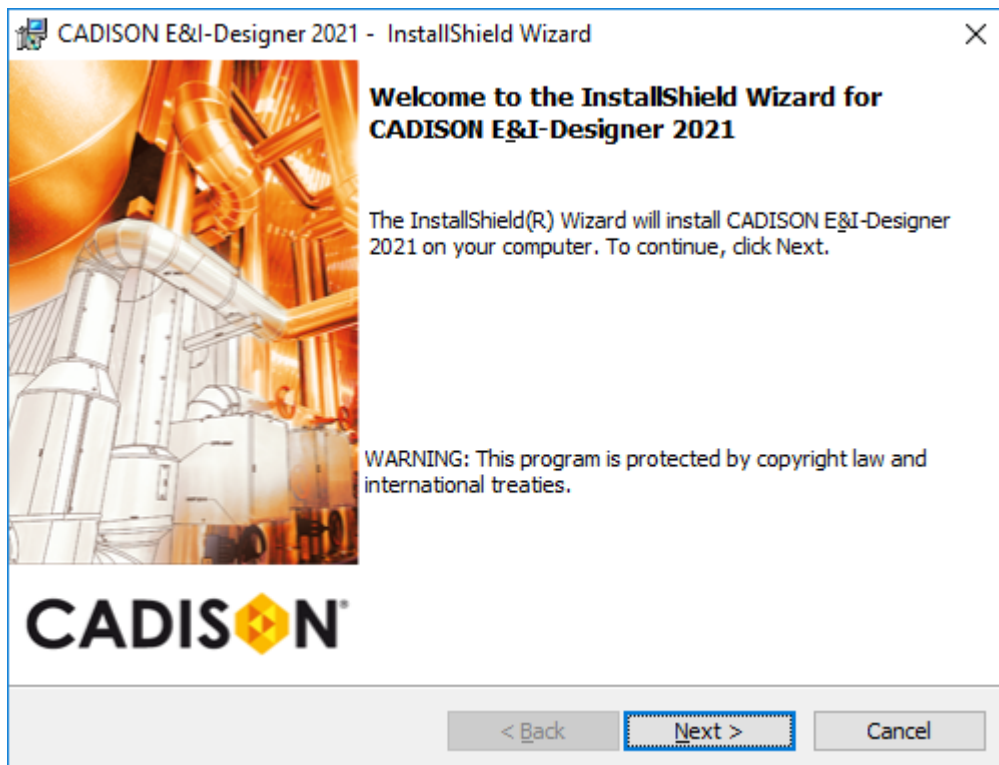 CADISON E&I-Designer 2021 - InstallShield Wizard
Welcome to the InstallShield Wizard for
CADISON E&I-Designer 2021
The InstallShield(R) Wizard will install CADISON E&I-Designer
2021 on your computer. To continue, click Next.
WARNING: This program is protected by copyright law and
international treaties.
CADISON®
< Back
Next >
Cancel